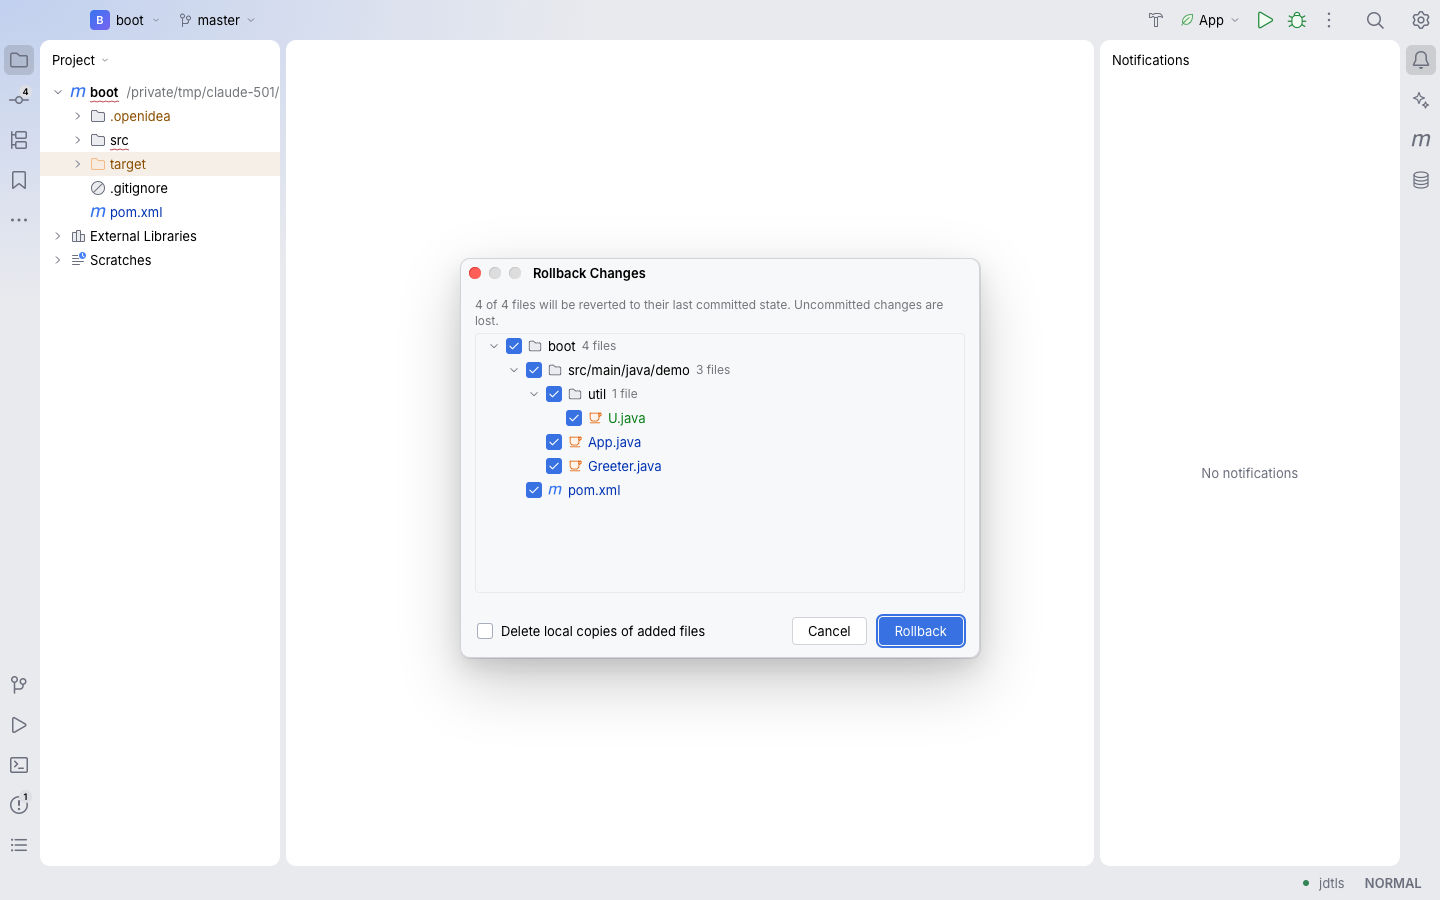 B boot master App
Project
Notifications
4
boot /private/tmp/claude-501/
.openidea
src
target
.gitignore
m pom.xml
External Libraries
Scratches
Rollback Changes
4 of 4 files will be reverted to their last committed state. Uncommitted changes are
lost.
boot 4 files
src/main/java/demo 3 files
util 1 file
U.java
App.java
Greeter.java
m pom.xml
No notifications
Delete local copies of added files Cancel Rollback
1
jdtls NORMAL